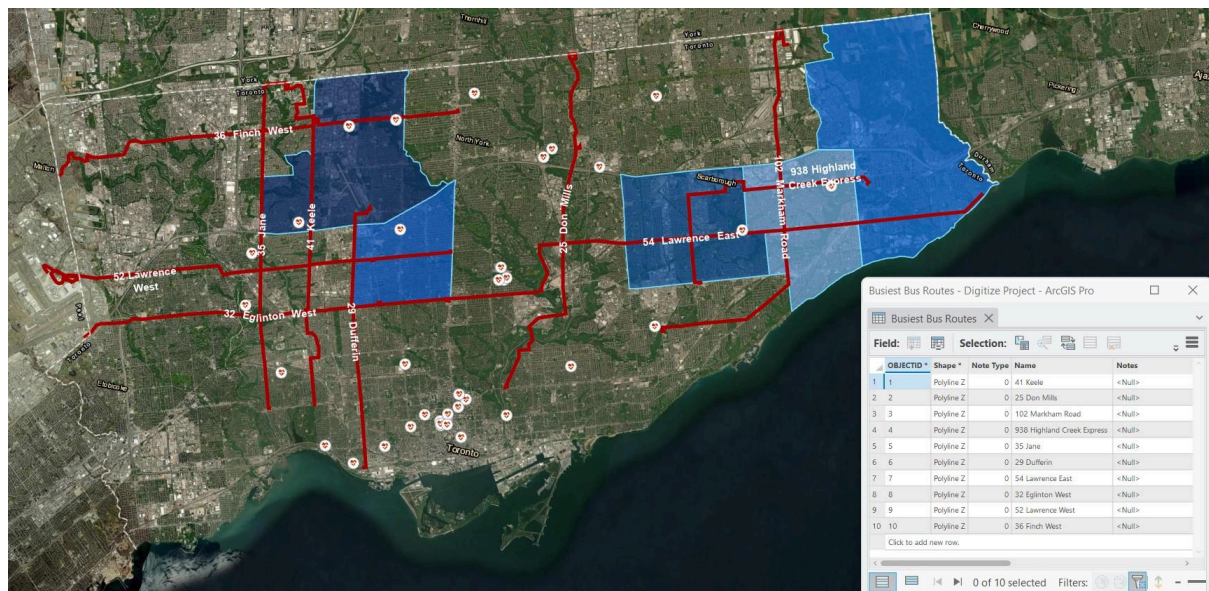 Thornhill
York
Toronto
Cherrywood
York
Toronto
Pickering
Aja
36 Finch West
North York
Malton
Scarborough
938 Highland
Creek Express
Durham
Toronto
102 Markham Road
35 Jane
41 Keele
25 Don Mills
54 Lawrence East
52 Lawrence
West
32 Eglinton West
29 Dufferin
Peel
Toronto
Etobicoke
Toronto
Busiest Bus Routes - Digitize Project - ArcGIS Pro
Busiest Bus Routes
Field: Selection:
OBJECTID * Shape * Note Type Name Notes
1 1 Polyline Z 0 41 Keele <Null>
2 2 Polyline Z 0 25 Don Mills <Null>
3 3 Polyline Z 0 102 Markham Road <Null>
4 4 Polyline Z 0 938 Highland Creek Express <Null>
5 5 Polyline Z 0 35 Jane <Null>
6 6 Polyline Z 0 29 Dufferin <Null>
7 7 Polyline Z 0 54 Lawrence East <Null>
8 8 Polyline Z 0 32 Eglinton West <Null>
9 9 Polyline Z 0 52 Lawrence West <Null>
10 10 Polyline Z 0 36 Finch West <Null>
Click to add new row.
0 of 10 selected Filters: